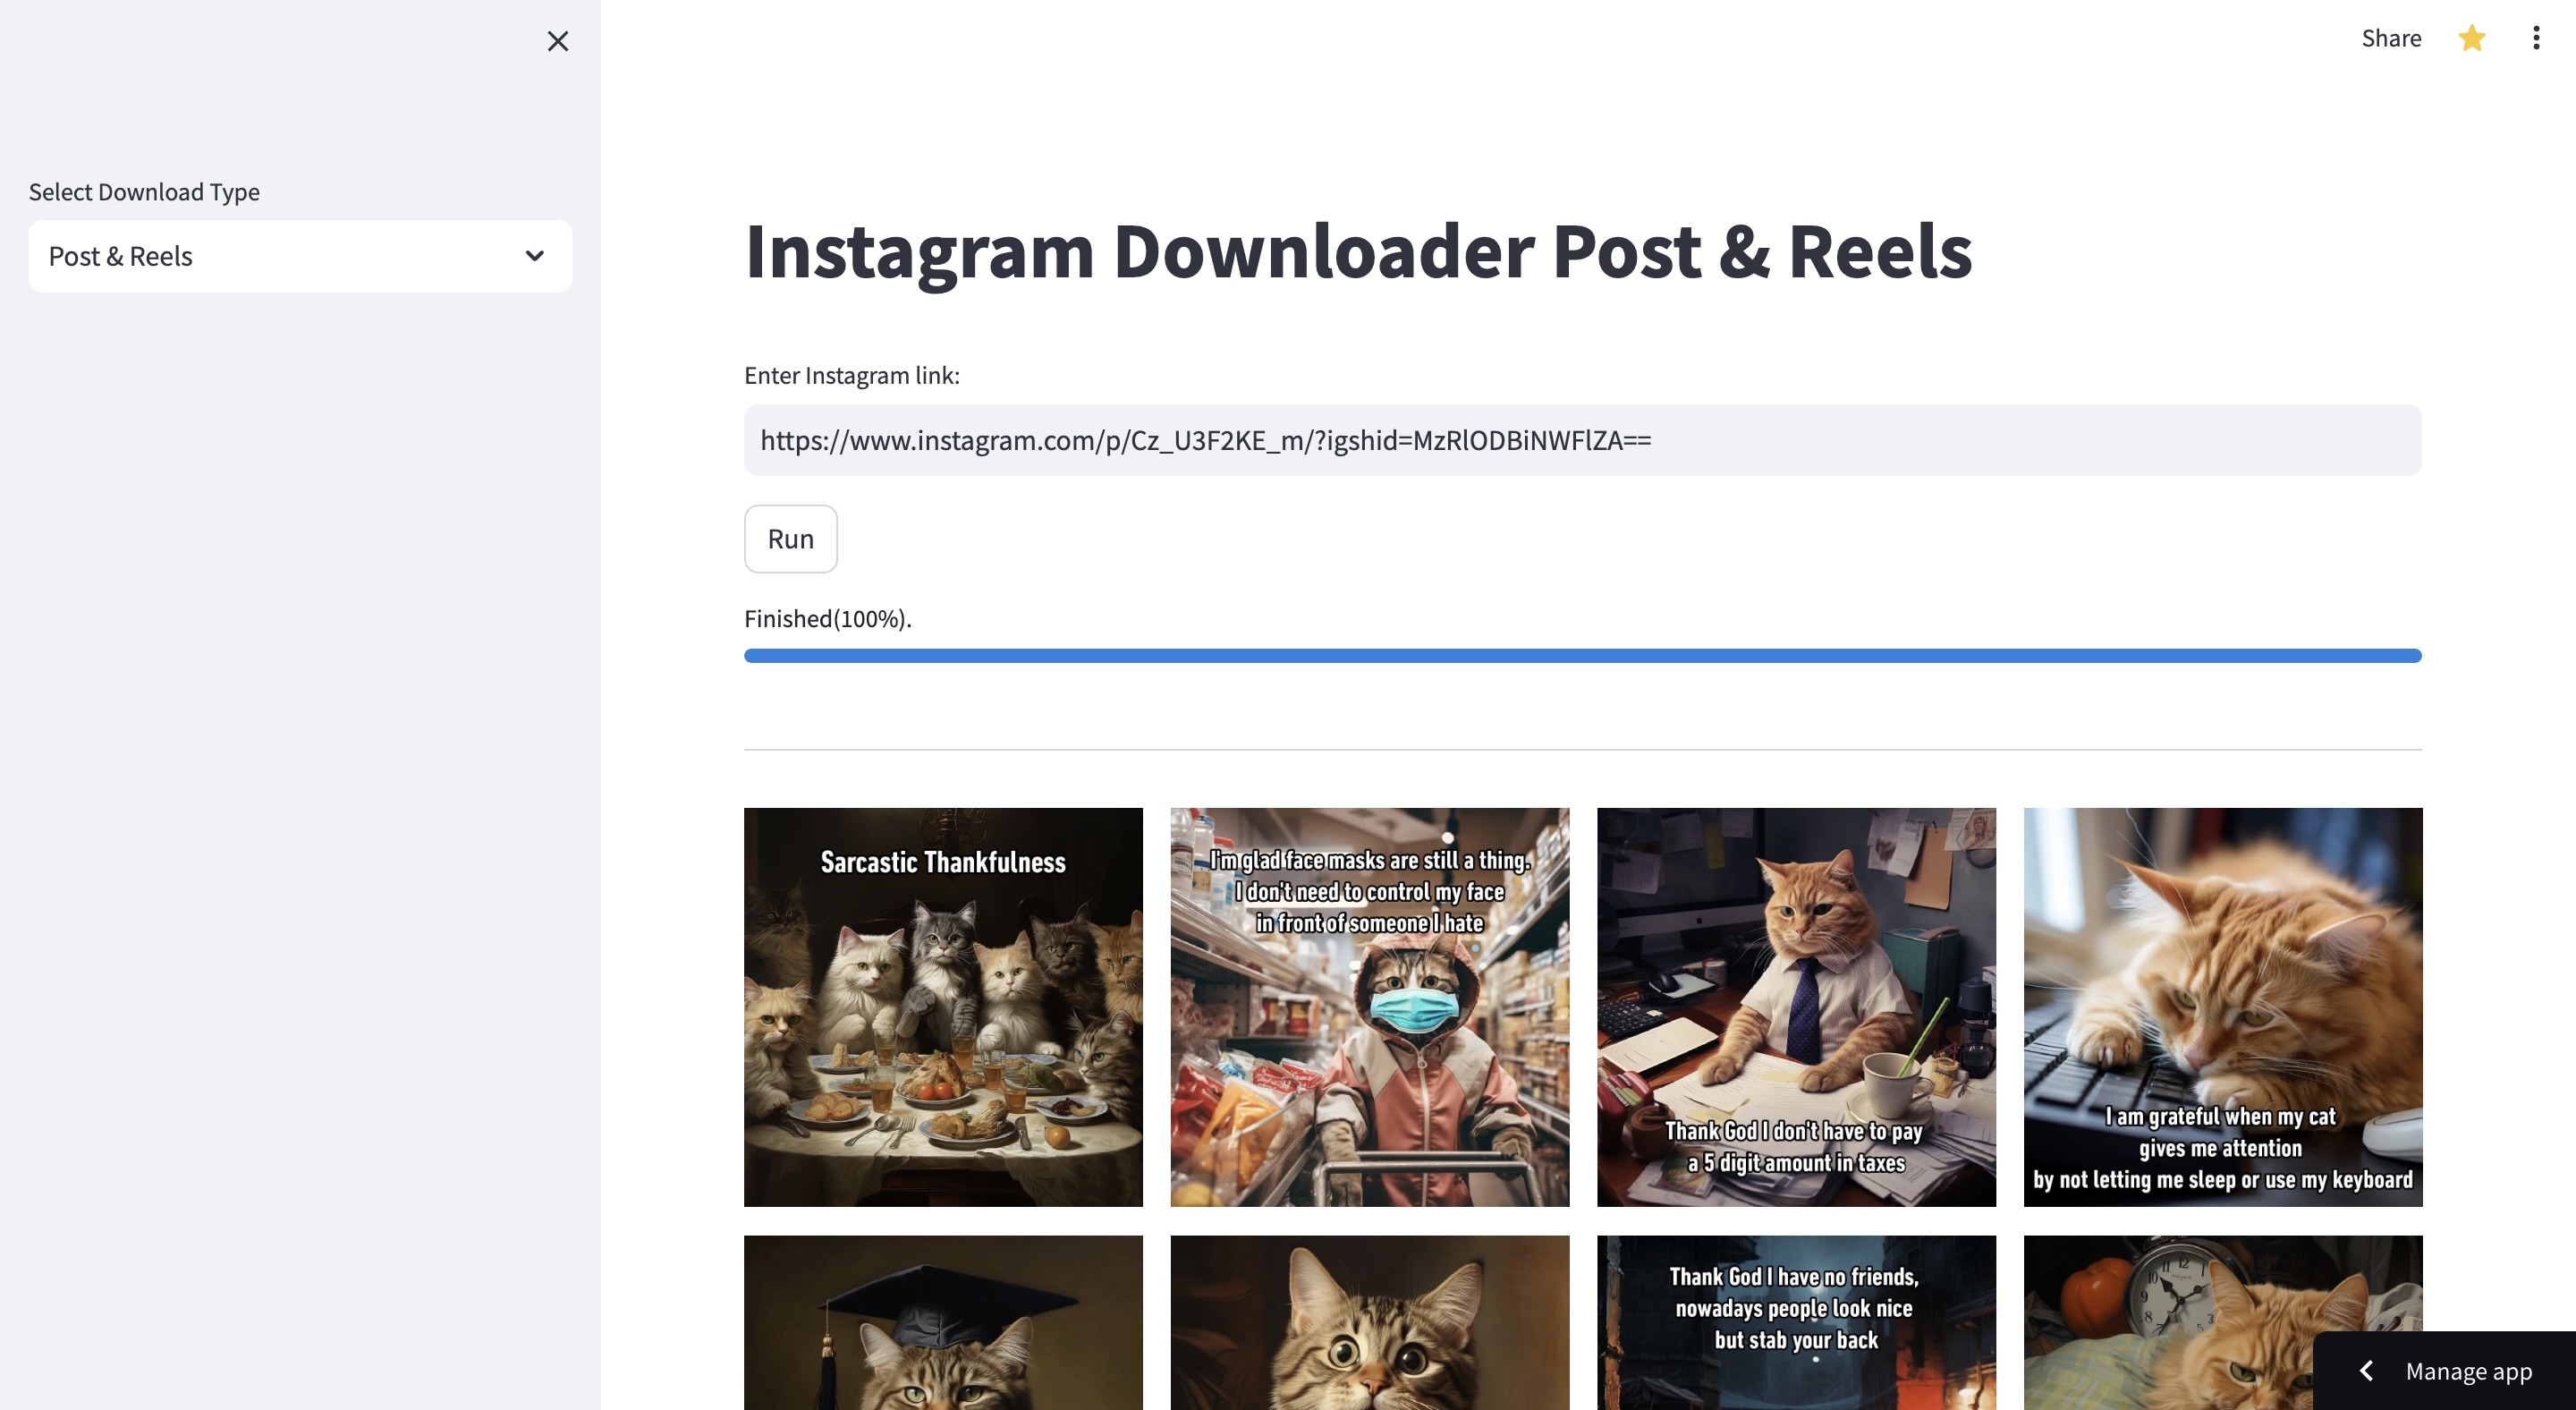 Share
Select Download Type
Post & Reels
Instagram Downloader Post & Reels
Enter Instagram link:
https://www.instagram.com/p/Cz_U3F2KE_m/?igshid=MzRlODBiNWFlZA==
Run
Finished(100%).
Sarcastic Thankfulness
I'm glad face masks are still a thing.
I don't need to control my face
in front of someone I hate
Thank God I don't have to pay
a 5 digit amount in taxes
I am grateful when my cat
gives me attention
by not letting me sleep or use my keyboard
Thank God I have no friends,
nowadays people look nice
but stab your back
Manage app